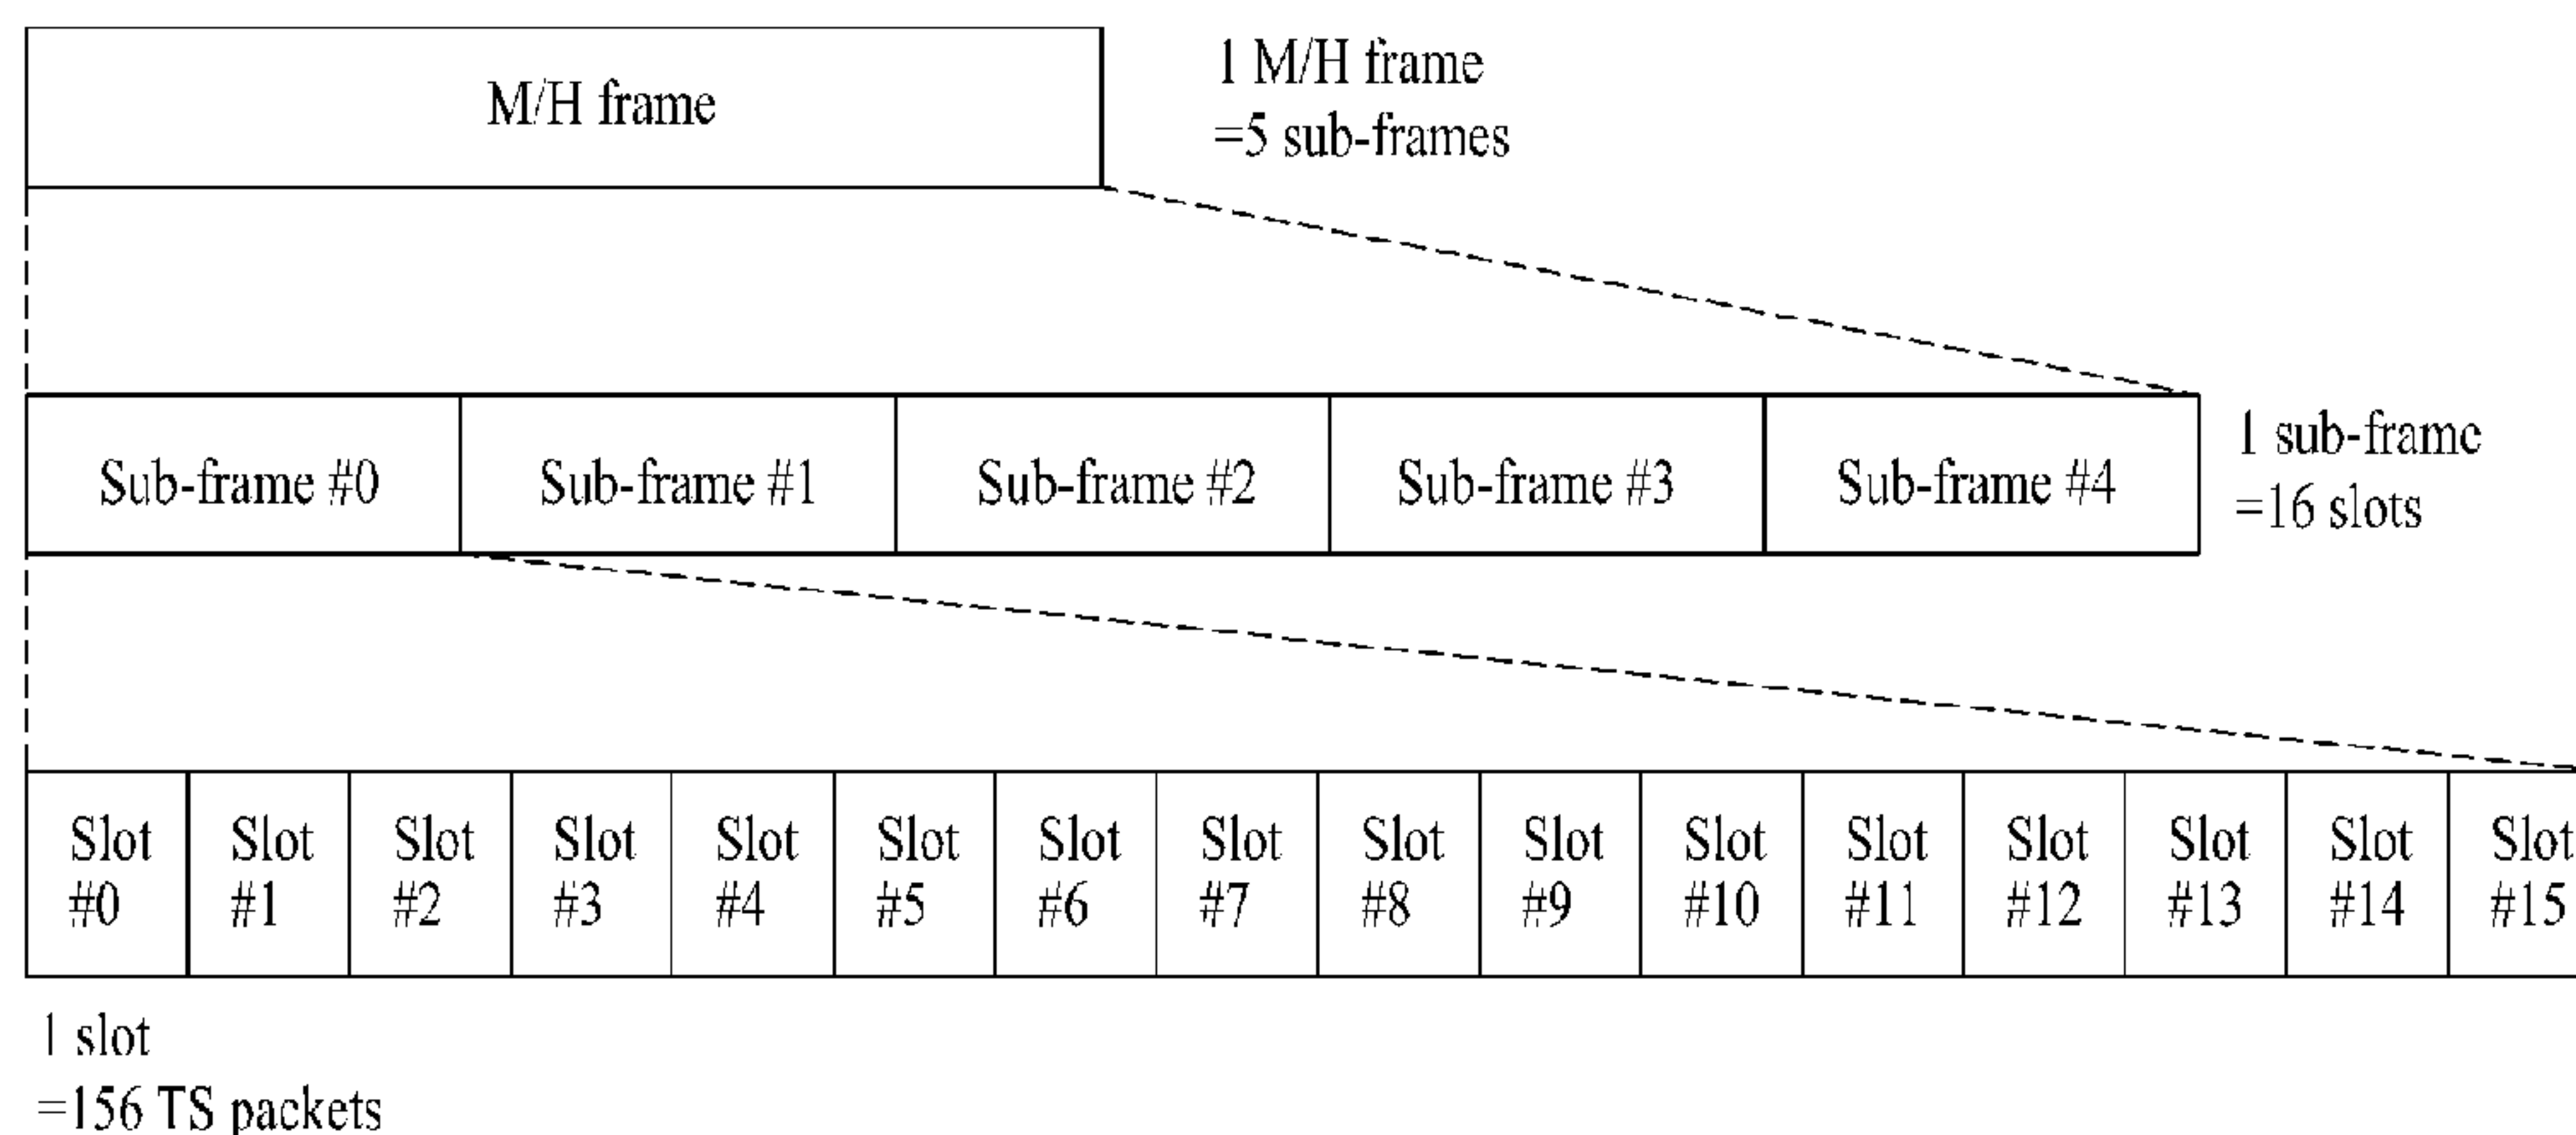 M/H frame
1 M/H frame
=5 sub-frames
Sub-frame #0
Sub-frame #1
Sub-frame #2
Sub-frame #3
Sub-frame #4
1 sub-frame
=16 slots
Slot
#0
Slot
#1
Slot
#2
Slot
#3
Slot
#4
Slot
#5
Slot
#6
Slot
#7
Slot
#8
Slot
#9
Slot
#10
Slot
#11
Slot
#12
Slot
#13
Slot
#14
Slot
#15
1 slot
=156 TS packets